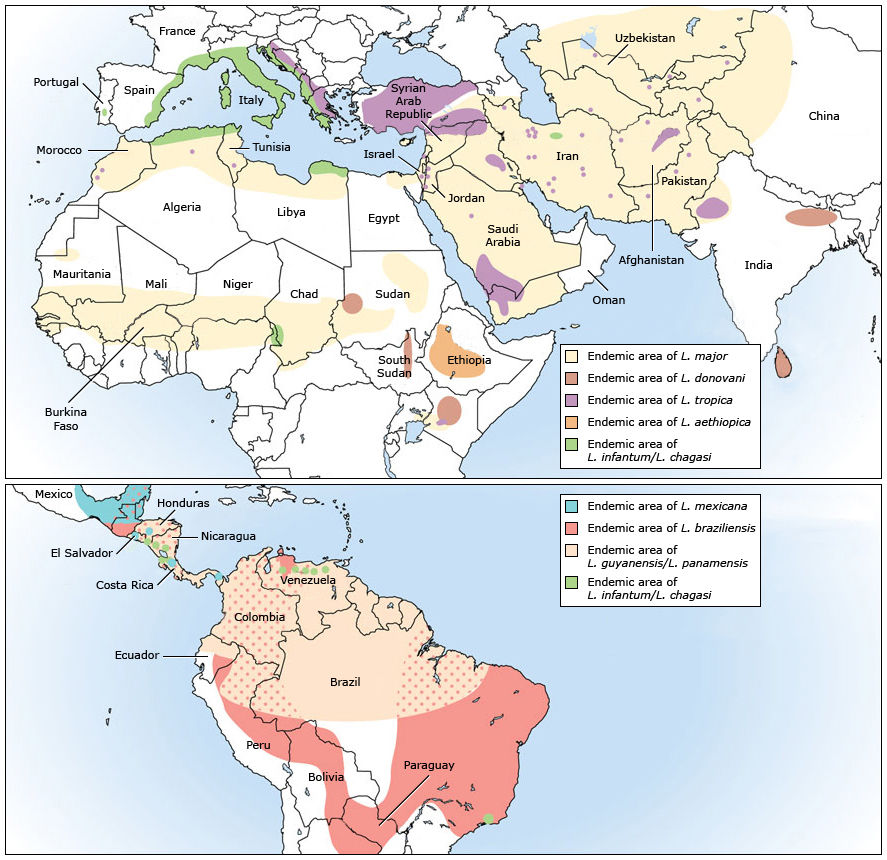 France
Uzbekistan
Portugal
Spain
Italy
Syrian
Arab
Republic
China
Morocco
Tunisia
Israel
Iran
Pakistan
Jordan
Algeria
Libya
Egypt
Saudi
Arabia
Afghanistan
India
Mauritania
Mali
Niger
Chad
Sudan
Oman
South
Sudan
Ethiopia
Burkina
Faso
Endemic area of L. major
Endemic area of L. donovani
Endemic area of L. tropica
Endemic area of L. aethiopica
Endemic area of
L. infantum/L. chagasi
Mexico
Honduras
Nicaragua
El Salvador
Costa Rica
Venezuela
Colombia
Ecuador
Brazil
Peru
Bolivia
Paraguay
Endemic area of L. mexicana
Endemic area of L. braziliensis
Endemic area of
L. guyanensis/L. panamensis
Endemic area of
L. infantum/L. chagasi